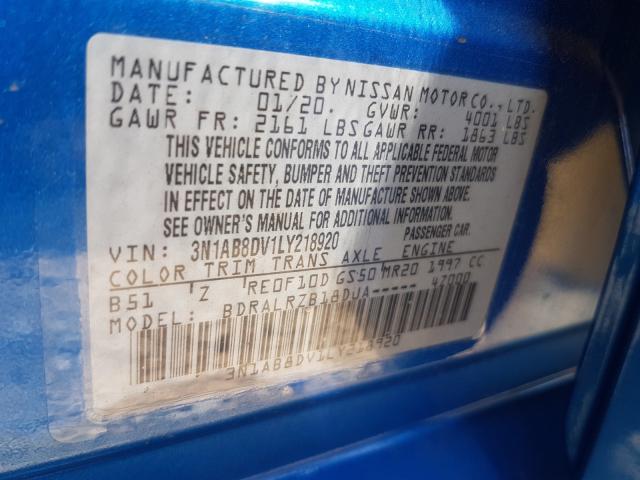 MANUFACTURED BY NISSAN MOTOR CO., LTD.
DATE: 01/20. GVWR: 4001 LBS
GAWR FR: 2161 LBS GAWR RR: 1863 LBS
THIS VEHICLE CONFORMS TO ALL APPLICABLE FEDERAL MOTOR
VEHICLE SAFETY, BUMPER AND THEFT PREVENTION STANDARDS
IN EFFECT ON THE DATE OF MANUFACTURE SHOWN ABOVE.
SEE OWNER'S MANUAL FOR ADDITIONAL INFORMATION.
VIN: 3N1AB8DV1LY218920 PASSENGER CAR.
COLOR TRIM TRANS AXLE ENGINE
B51 'Z RE0F10D GS50 MR20 1997 CC
MODEL: BDRALRZB18DUA----- 47000
3N1AB8DV1LY218920